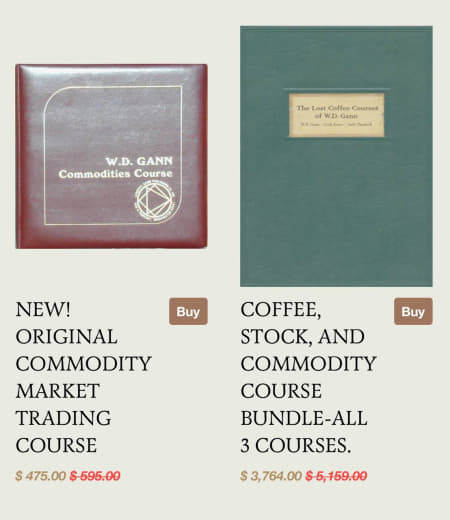 W.D. GANN
Commodities Course
The Lost Coffee Courses
of W.D. Gann
NEW!
ORIGINAL
COMMODITY
MARKET
TRADING
COURSE
Buy
$ 475.00 $ 595.00
COFFEE,
STOCK, AND
COMMODITY
COURSE
BUNDLE-ALL
3 COURSES.
Buy
$ 3,764.00 $ 5,159.00